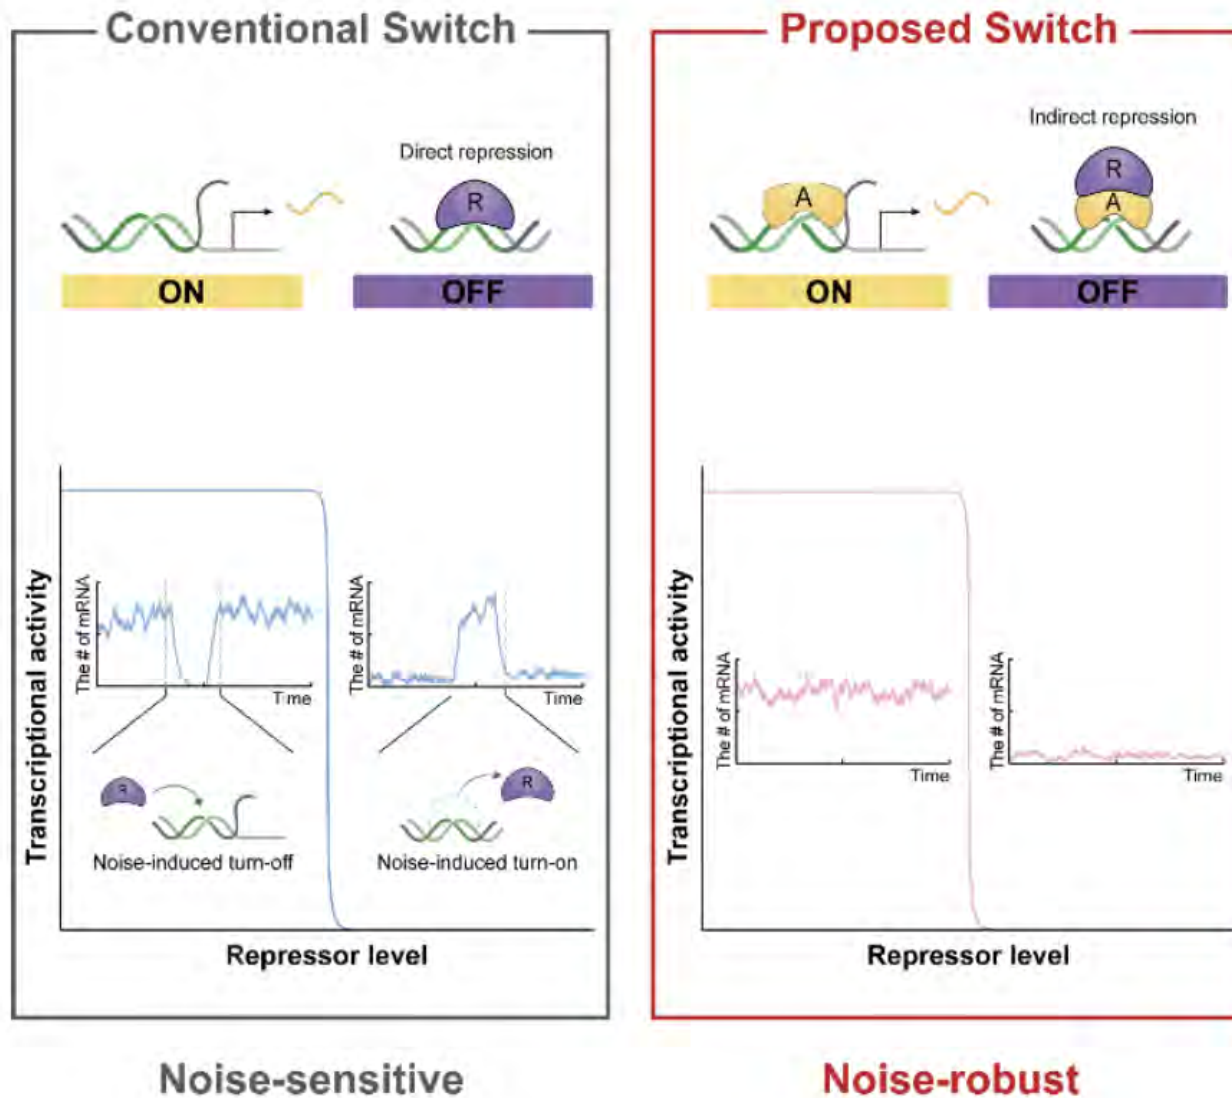 Conventional Switch
Direct repression
R
ON
OFF
Transcriptional activity
The # of mRNA
Time
The # of mRNA
Time
R
R
Noise-induced turn-off
Noise-induced turn-on
Repressor level
Noise-sensitive
Proposed Switch
Indirect repression
A
R
A
ON
OFF
Transcriptional activity
The # of mRNA
Time
The # of mRNA
Time
Repressor level
Noise-robust